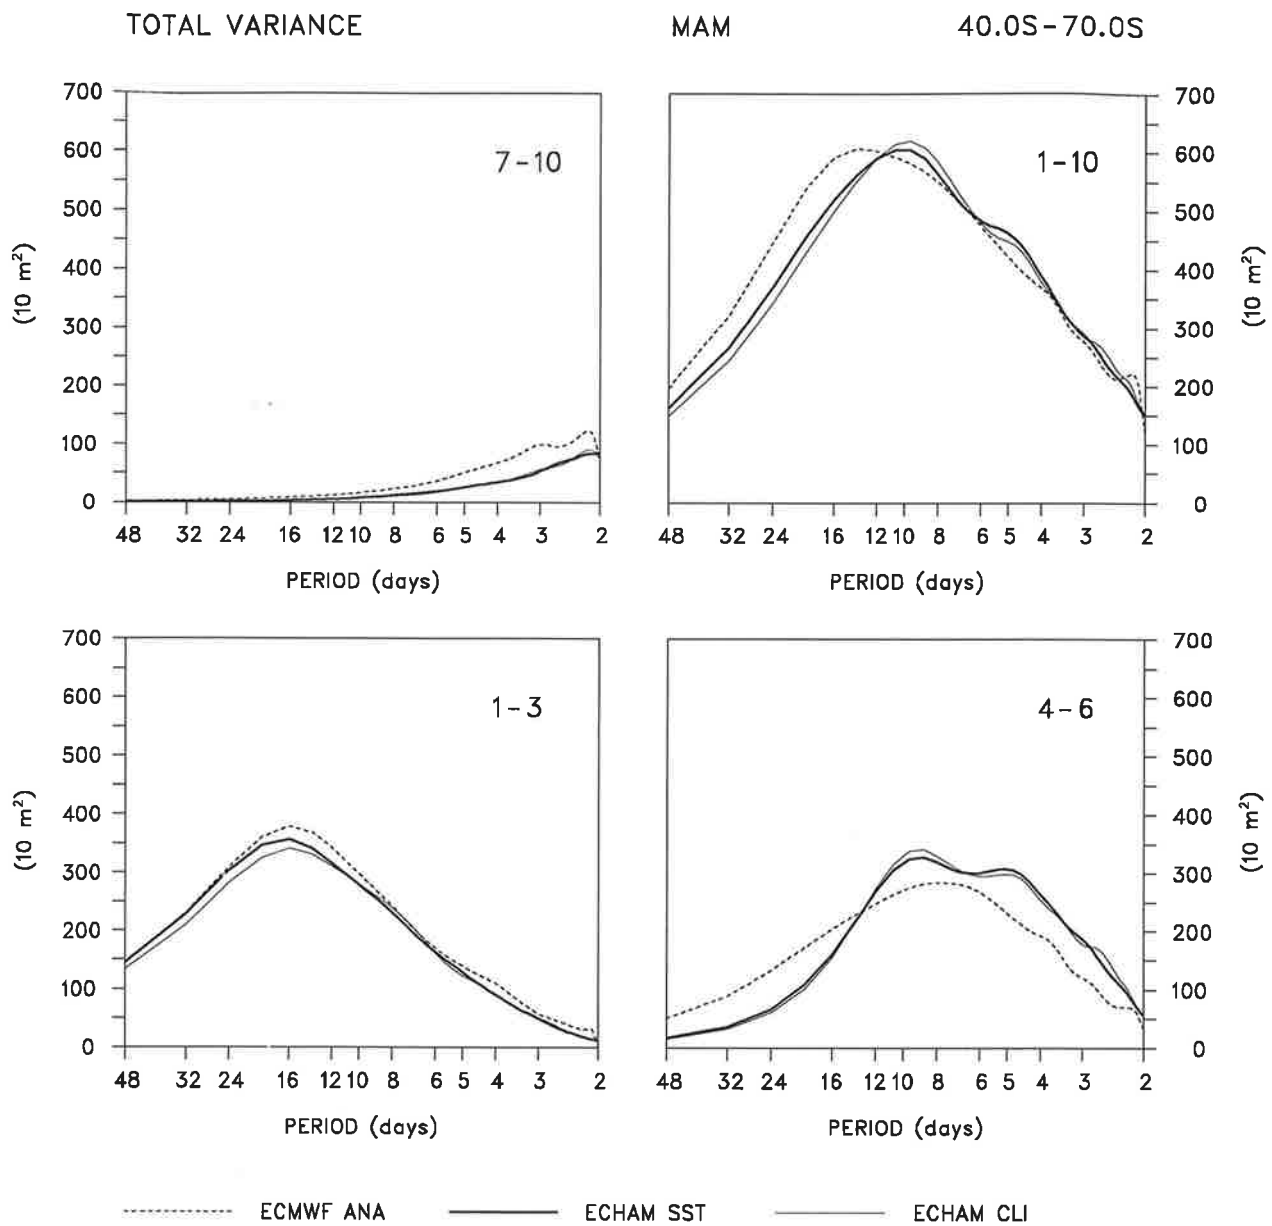 TOTAL VARIANCE MAM 40.0S-70.0S
700 700
600 7-10 1-10 600
500 500
(10 m²) (10 m²)
400 400
300 300
200 200
100 100
0 0
48 32 24 16 12 10 8 6 5 4 3 2 48 32 24 16 12 10 8 6 5 4 3 2
PERIOD (days) PERIOD (days)
700 700
600 1-3 4-6 600
500 500
400 400
(10 m²) (10 m²)
300 300
200 200
100 100
0 0
48 32 24 16 12 10 8 6 5 4 3 2 48 32 24 16 12 10 8 6 5 4 3 2
PERIOD (days) PERIOD (days)
ECMWF ANA ECHAM SST ECHAM CLI